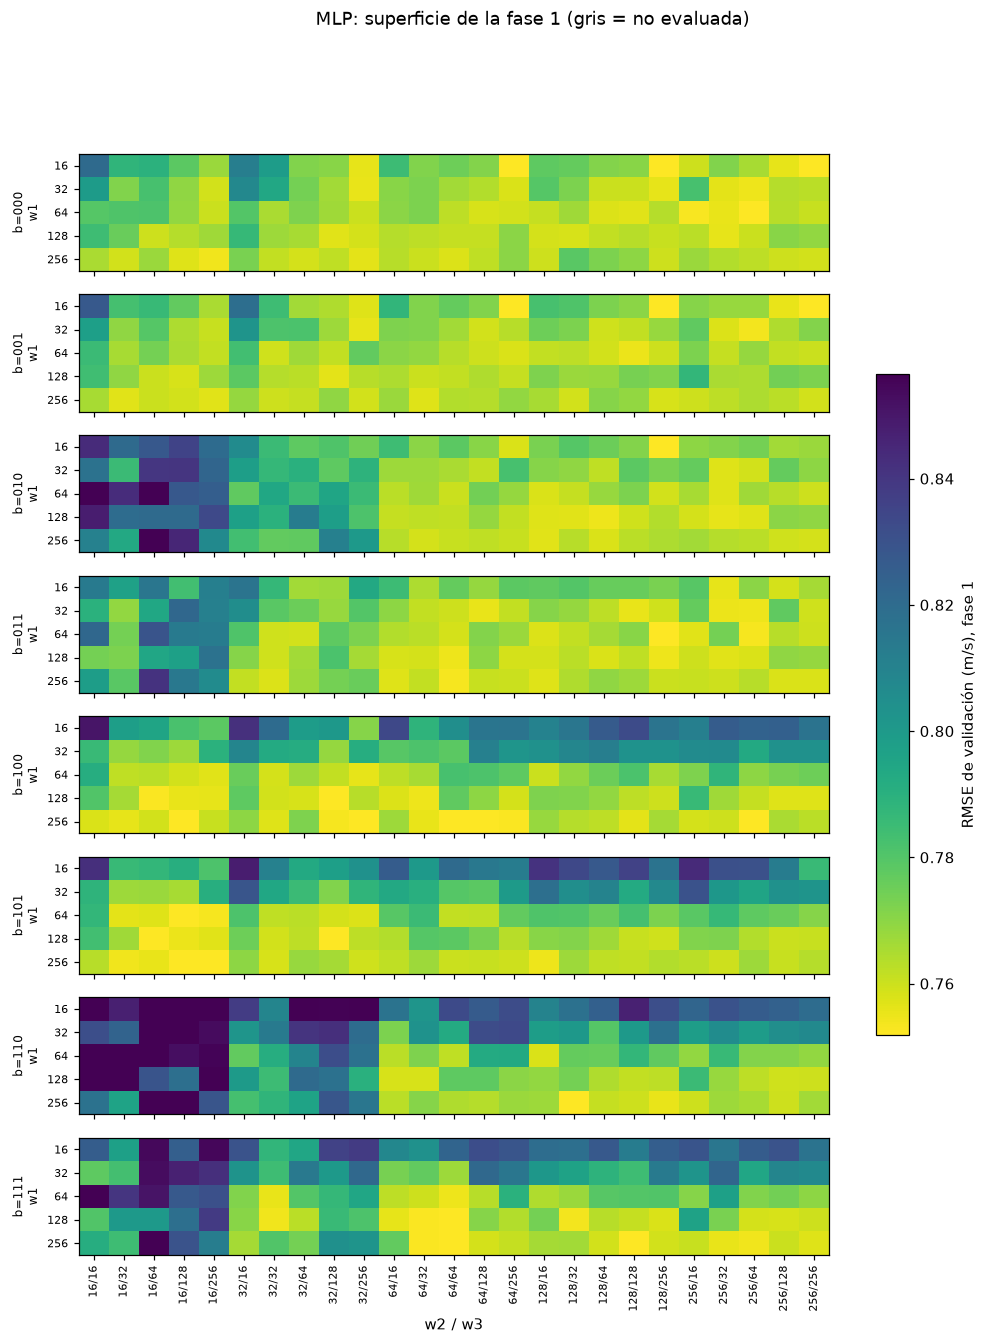 MLP: superficie de la fase 1 (gris = no evaluada)
b=000
w1
16
32
64
128
256
b=001
w1
16
32
64
128
256
b=010
w1
16
32
64
128
256
b=011
w1
16
32
64
128
256
b=100
w1
16
32
64
128
256
b=101
w1
16
32
64
128
256
b=110
w1
16
32
64
128
256
b=111
w1
16
32
64
128
256
16/16 16/32 16/64 16/128 16/256 32/16 32/32 32/64 32/128 32/256 64/16 64/32 64/64 64/128 64/256 128/16 128/32 128/64 128/128 128/256 256/16 256/32 256/64 256/128 256/256
w2 / w3
0.84
0.82
0.80
0.78
0.76
RMSE de validación (m/s), fase 1